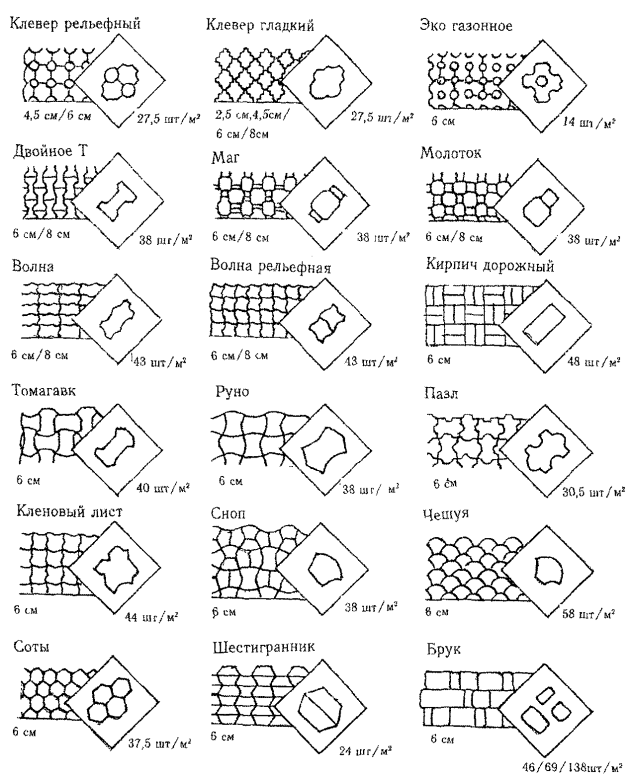 Клевер рельефный
4,5 см/6 см
27,5 шт/м²
Клевер гладкий
2,5 см,4,5см/
6 см/8см
27,5 шт/м²
Эко газонное
6 см
14 шт/м²
Двойное Т
6 см/8 см
38 шт/м²
Маг
6 см/8 см
38 шт/м²
Молоток
6 см/8 см
38 шт/м²
Волна
6 см/8 см
43 шт/м²
Волна рельефная
6 см/8 см
43 шт/м²
Кирпич дорожный
6 см
48 шт/м²
Томагавк
6 см
40 шт/м²
Руно
6 см
38 шт/м²
Пазл
6 см
30,5 шт/м²
Кленовый лист
6 см
44 шт/м²
Сноп
6 см
38 шт/м²
Чешуя
6 см
58 шт/м²
Соты
6 см
37,5 шт/м²
Шестигранник
6 см
24 шт/м²
Брук
6 см
46/69/138шт/м²